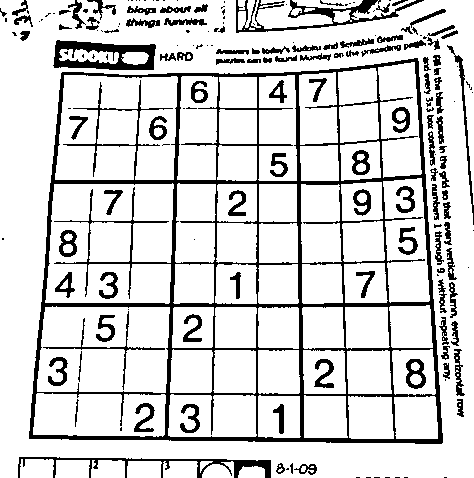 blogs about all
things funnies.
SUDOKU HARD
Answers to today's Sudoku and Scrabble Grams
puzzles can be found Monday on the preceding page.
Fill in the blank spaces in the grid so that every vertical column, every horizontal row
and every 3x3 box contains the numbers 1 through 9, without repeating any.
6 4 7
7 6 9
5 8
7 2 9 3
8 5
4 3 1 7
5 2
3 2 8
2 3 1
1 2 3
8-1-09